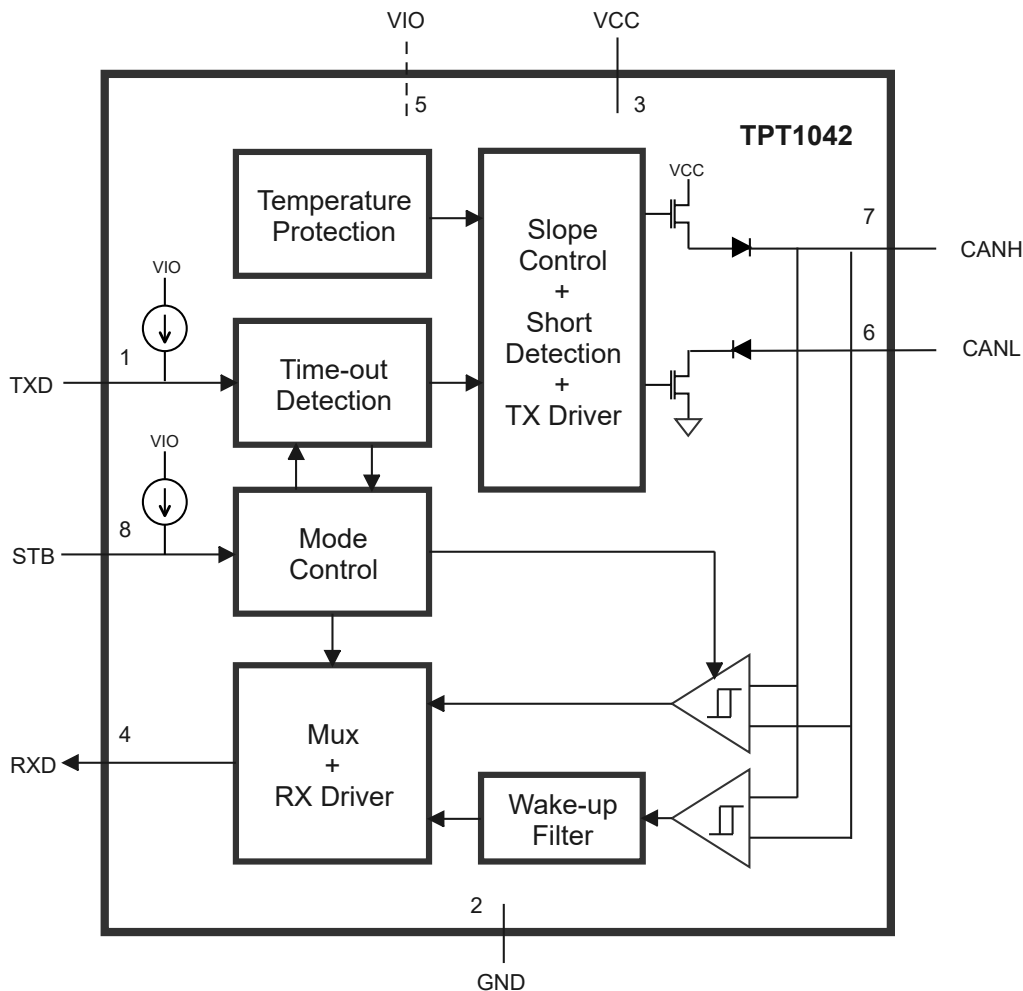 VIO
VCC
5
3
TPT1042
Temperature
Protection
Slope
Control
+
Short
Detection
+
TX Driver
VCC
7
CANH
6
CANL
VIO
1
TXD
Time-out
Detection
VIO
8
STB
Mode
Control
4
RXD
Mux
+
RX Driver
Wake-up
Filter
2
GND